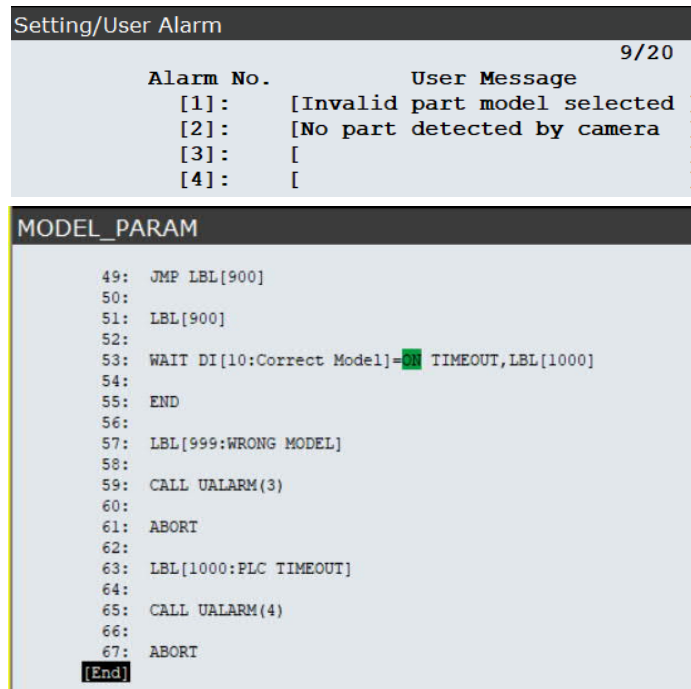 Setting/User Alarm
9/20
Alarm No. User Message
[1]: [Invalid part model selected
[2]: [No part detected by camera
[3]: [
[4]: [
MODEL_PARAM
49: JMP LBL[900]
50:
51: LBL[900]
52:
53: WAIT DI[10:Correct Model]=ON TIMEOUT,LBL[1000]
54:
55: END
56:
57: LBL[999:WRONG MODEL]
58:
59: CALL UALARM(3)
60:
61: ABORT
62:
63: LBL[1000:PLC TIMEOUT]
64:
65: CALL UALARM(4)
66:
67: ABORT
[End]